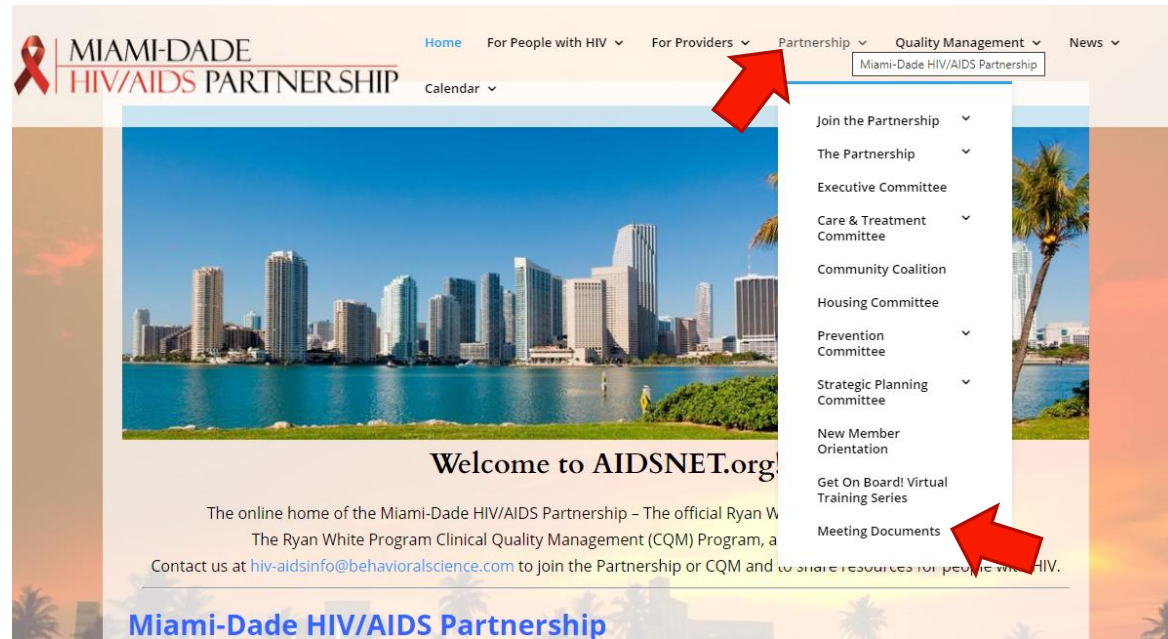 MIAMI-DADE
HIV/AIDS PARTNERSHIP
Home For People with HIV For Providers Partnership Quality Management News
Miami-Dade HIV/AIDS Partnership
Calendar
Join the Partnership
The Partnership
Executive Committee
Care & Treatment
Committee
Community Coalition
Housing Committee
Prevention
Committee
Strategic Planning
Committee
New Member
Orientation
Get On Board! Virtual
Training Series
Meeting Documents
Welcome to AIDSNET.org!
The online home of the Miami-Dade HIV/AIDS Partnership – The official Ryan W
The Ryan White Program Clinical Quality Management (CQM) Program, a
Contact us at hiv-aidsinfo@behavioralscience.com to join the Partnership or CQM and to share resources for people with HIV.
Miami-Dade HIV/AIDS Partnership